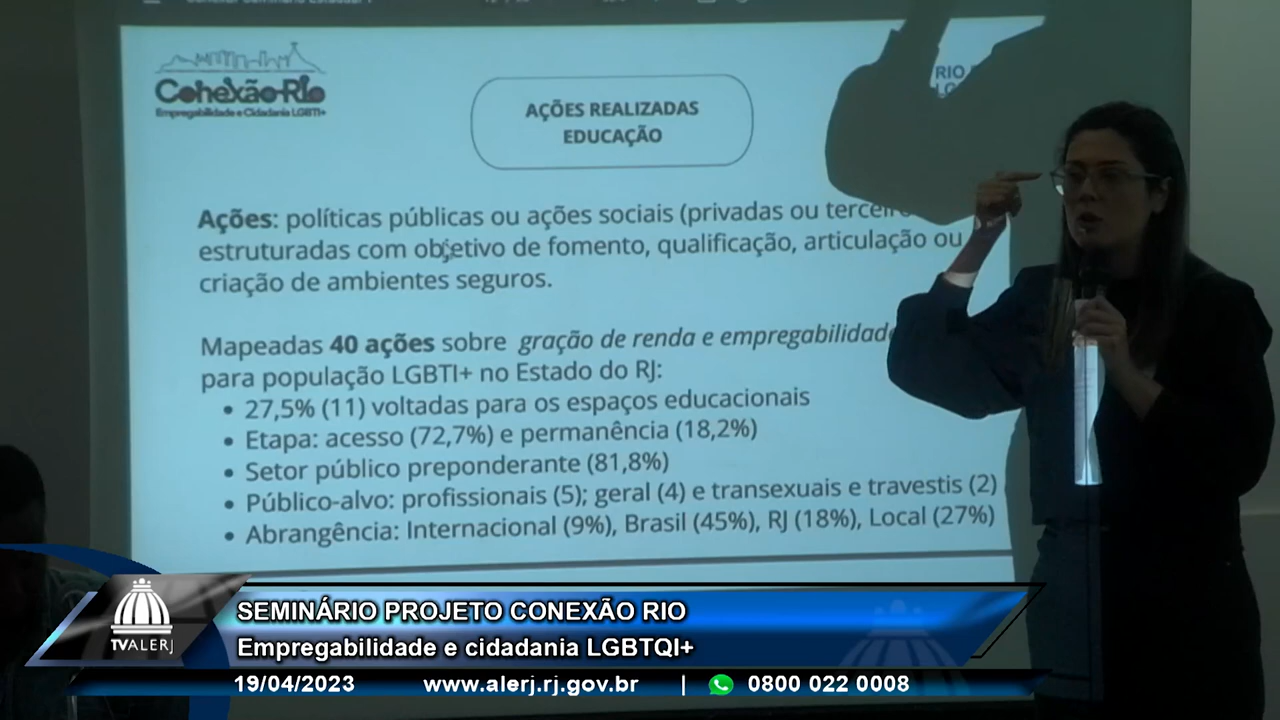 Conexão Rio
Empregabilidade e Cidadania LGBTI+
RIO
AÇÕES REALIZADAS
EDUCAÇÃO
Ações: políticas públicas ou ações sociais (privadas ou
estruturadas com objetivo de fomento, qualificação, articulação ou
criação de ambientes seguros.
Mapeadas 40 ações sobre gração de renda e empregabilidade
para população LGBTI+ no Estado do RJ:
• 27,5% (11) voltadas para os espaços educacionais
• Etapa: acesso (72,7%) e permanência (18,2%)
• Setor público preponderante (81,8%)
• Público-alvo: profissionais (5); geral (4) e transexuais e travestis (2)
• Abrangência: Internacional (9%), Brasil (45%), RJ (18%), Local (27%)
TVALERJ
SEMINÁRIO PROJETO CONEXÃO RIO
Empregabilidade e cidadania LGBTQI+
19/04/2023 www.alerj.rj.gov.br | 0800 022 0008